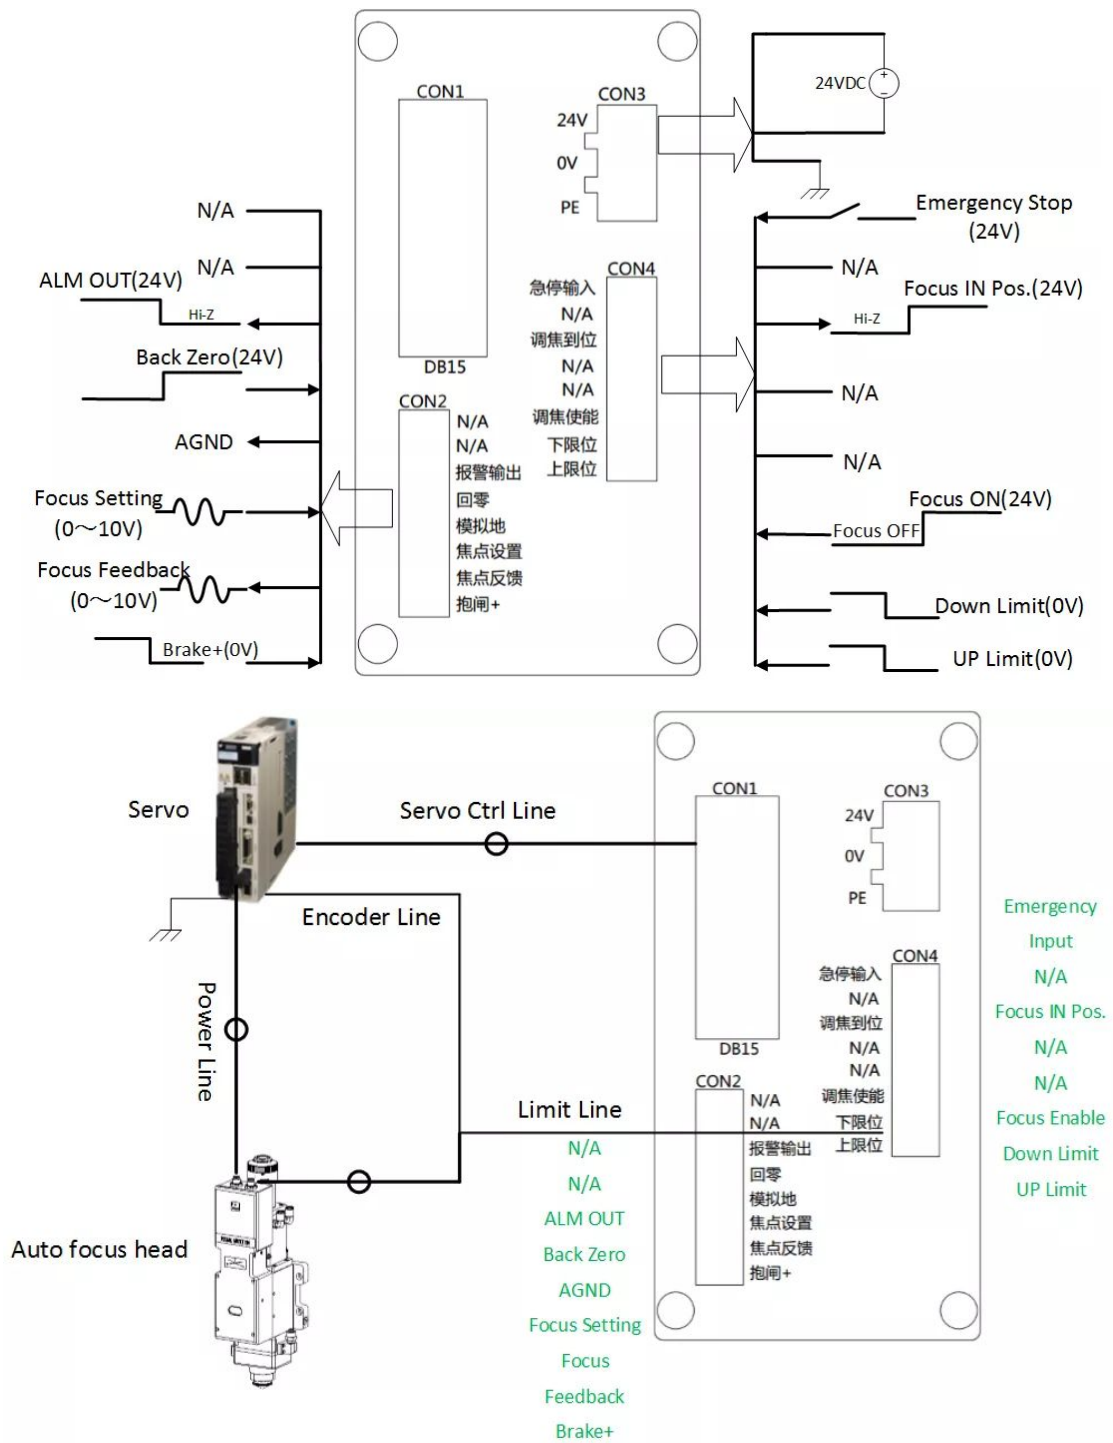 CON1
DB15
CON3
24V
0V
PE
24VDC
+
−
CON4
急停输入
N/A
调焦到位
N/A
N/A
调焦使能
下限位
上限位
CON2
N/A
N/A
报警输出
回零
模拟地
焦点设置
焦点反馈
抱闸+
N/A
N/A
ALM OUT(24V)
Hi-Z
Back Zero(24V)
AGND
Focus Setting
(0～10V)
Focus Feedback
(0～10V)
Brake+(0V)
Emergency Stop
(24V)
N/A
Focus IN Pos.(24V)
Hi-Z
N/A
N/A
Focus ON(24V)
Focus OFF
Down Limit(0V)
UP Limit(0V)
Servo
Servo Ctrl Line
Encoder Line
Power Line
Limit Line
Auto focus head
CON1
DB15
CON3
24V
0V
PE
CON4
急停输入
N/A
调焦到位
N/A
N/A
调焦使能
下限位
上限位
CON2
N/A
N/A
报警输出
回零
模拟地
焦点设置
焦点反馈
抱闸+
N/A
N/A
ALM OUT
Back Zero
AGND
Focus Setting
Focus
Feedback
Brake+
Emergency
Input
N/A
Focus IN Pos.
N/A
N/A
Focus Enable
Down Limit
UP Limit